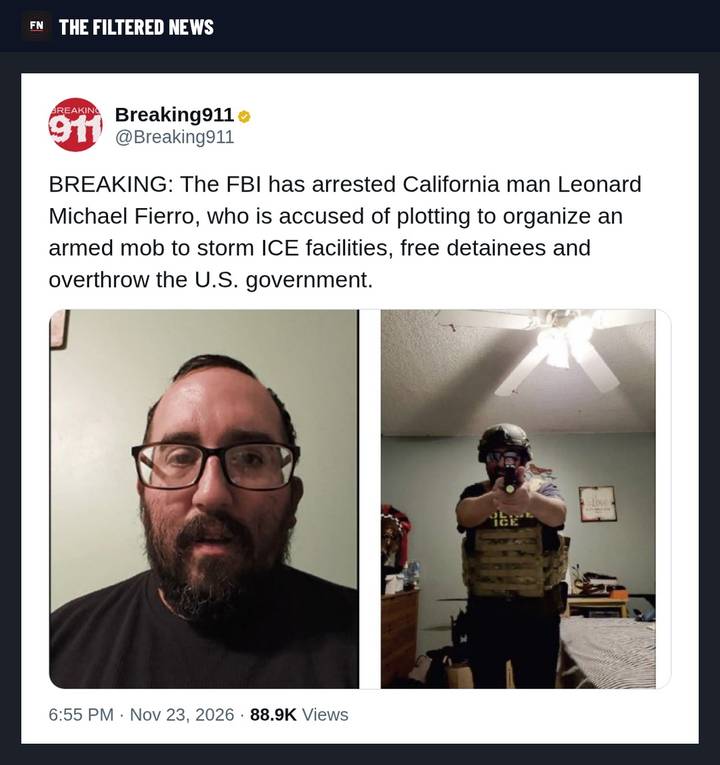 FN
THE FILTERED NEWS
BREAKING
911
Breaking911
@Breaking911
BREAKING: The FBI has arrested California man Leonard
Michael Fierro, who is accused of plotting to organize an
armed mob to storm ICE facilities, free detainees and
overthrow the U.S. government.
POLICE
ICE
Love
6:55 PM · Nov 23, 2026 · 88.9K Views